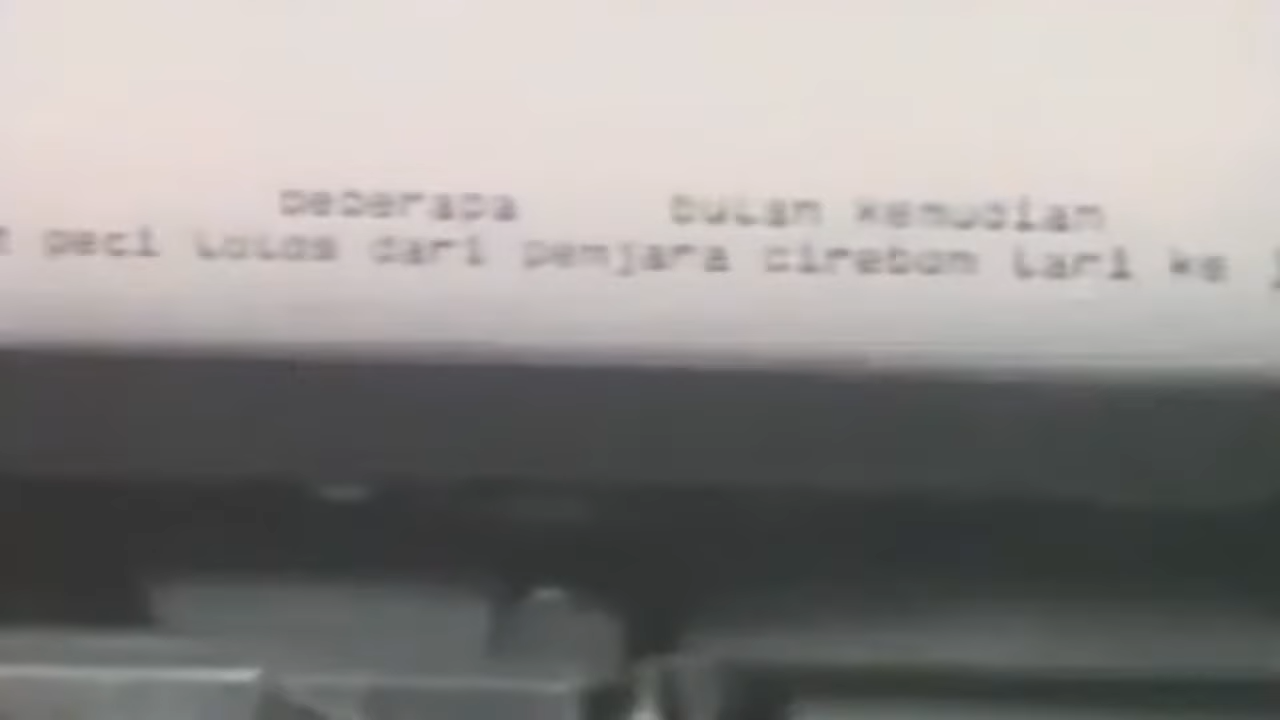 beberapa bulan kemudian
peci lolos dari penjara cirebon lari ke